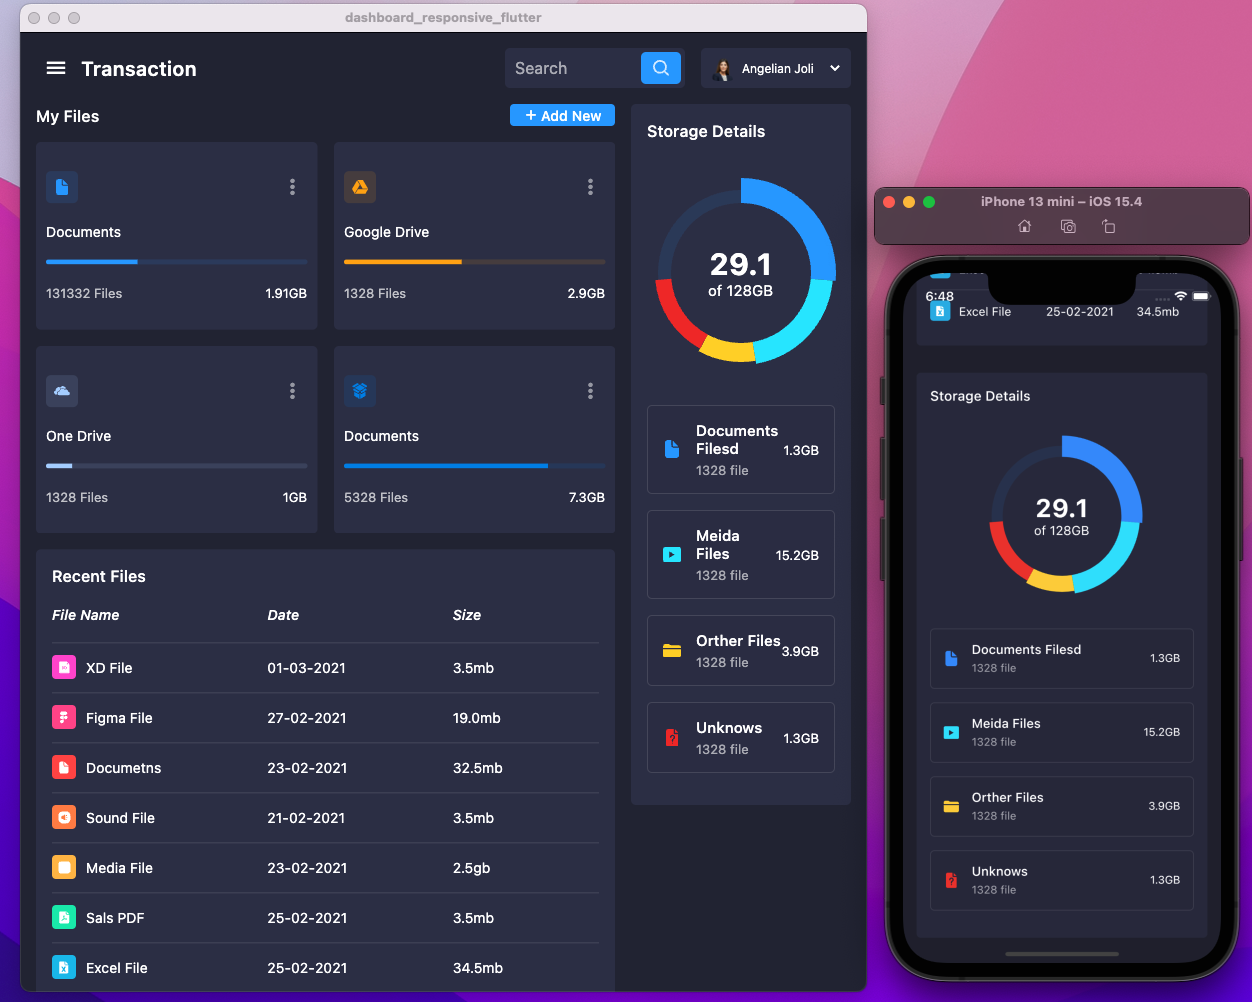 dashboard_responsive_flutter
Transaction
Search
Angelian Joli
My Files
+ Add New
Documents
131332 Files 1.91GB
Google Drive
1328 Files 2.9GB
One Drive
1328 Files 1GB
Documents
5328 Files 7.3GB
Recent Files
File Name Date Size
XD File 01-03-2021 3.5mb
Figma File 27-02-2021 19.0mb
Documetns 23-02-2021 32.5mb
Sound File 21-02-2021 3.5mb
Media File 23-02-2021 2.5gb
Sals PDF 25-02-2021 3.5mb
Excel File 25-02-2021 34.5mb
Storage Details
29.1
of 128GB
Documents
Filesd
1328 file
1.3GB
Meida
Files
1328 file
15.2GB
Orther Files
1328 file
3.9GB
Unknows
1328 file
1.3GB
iPhone 13 mini – iOS 15.4
6:48
Excel File 25-02-2021 34.5mb
Storage Details
29.1
of 128GB
Documents Filesd
1328 file
1.3GB
Meida Files
1328 file
15.2GB
Orther Files
1328 file
3.9GB
Unknows
1328 file
1.3GB